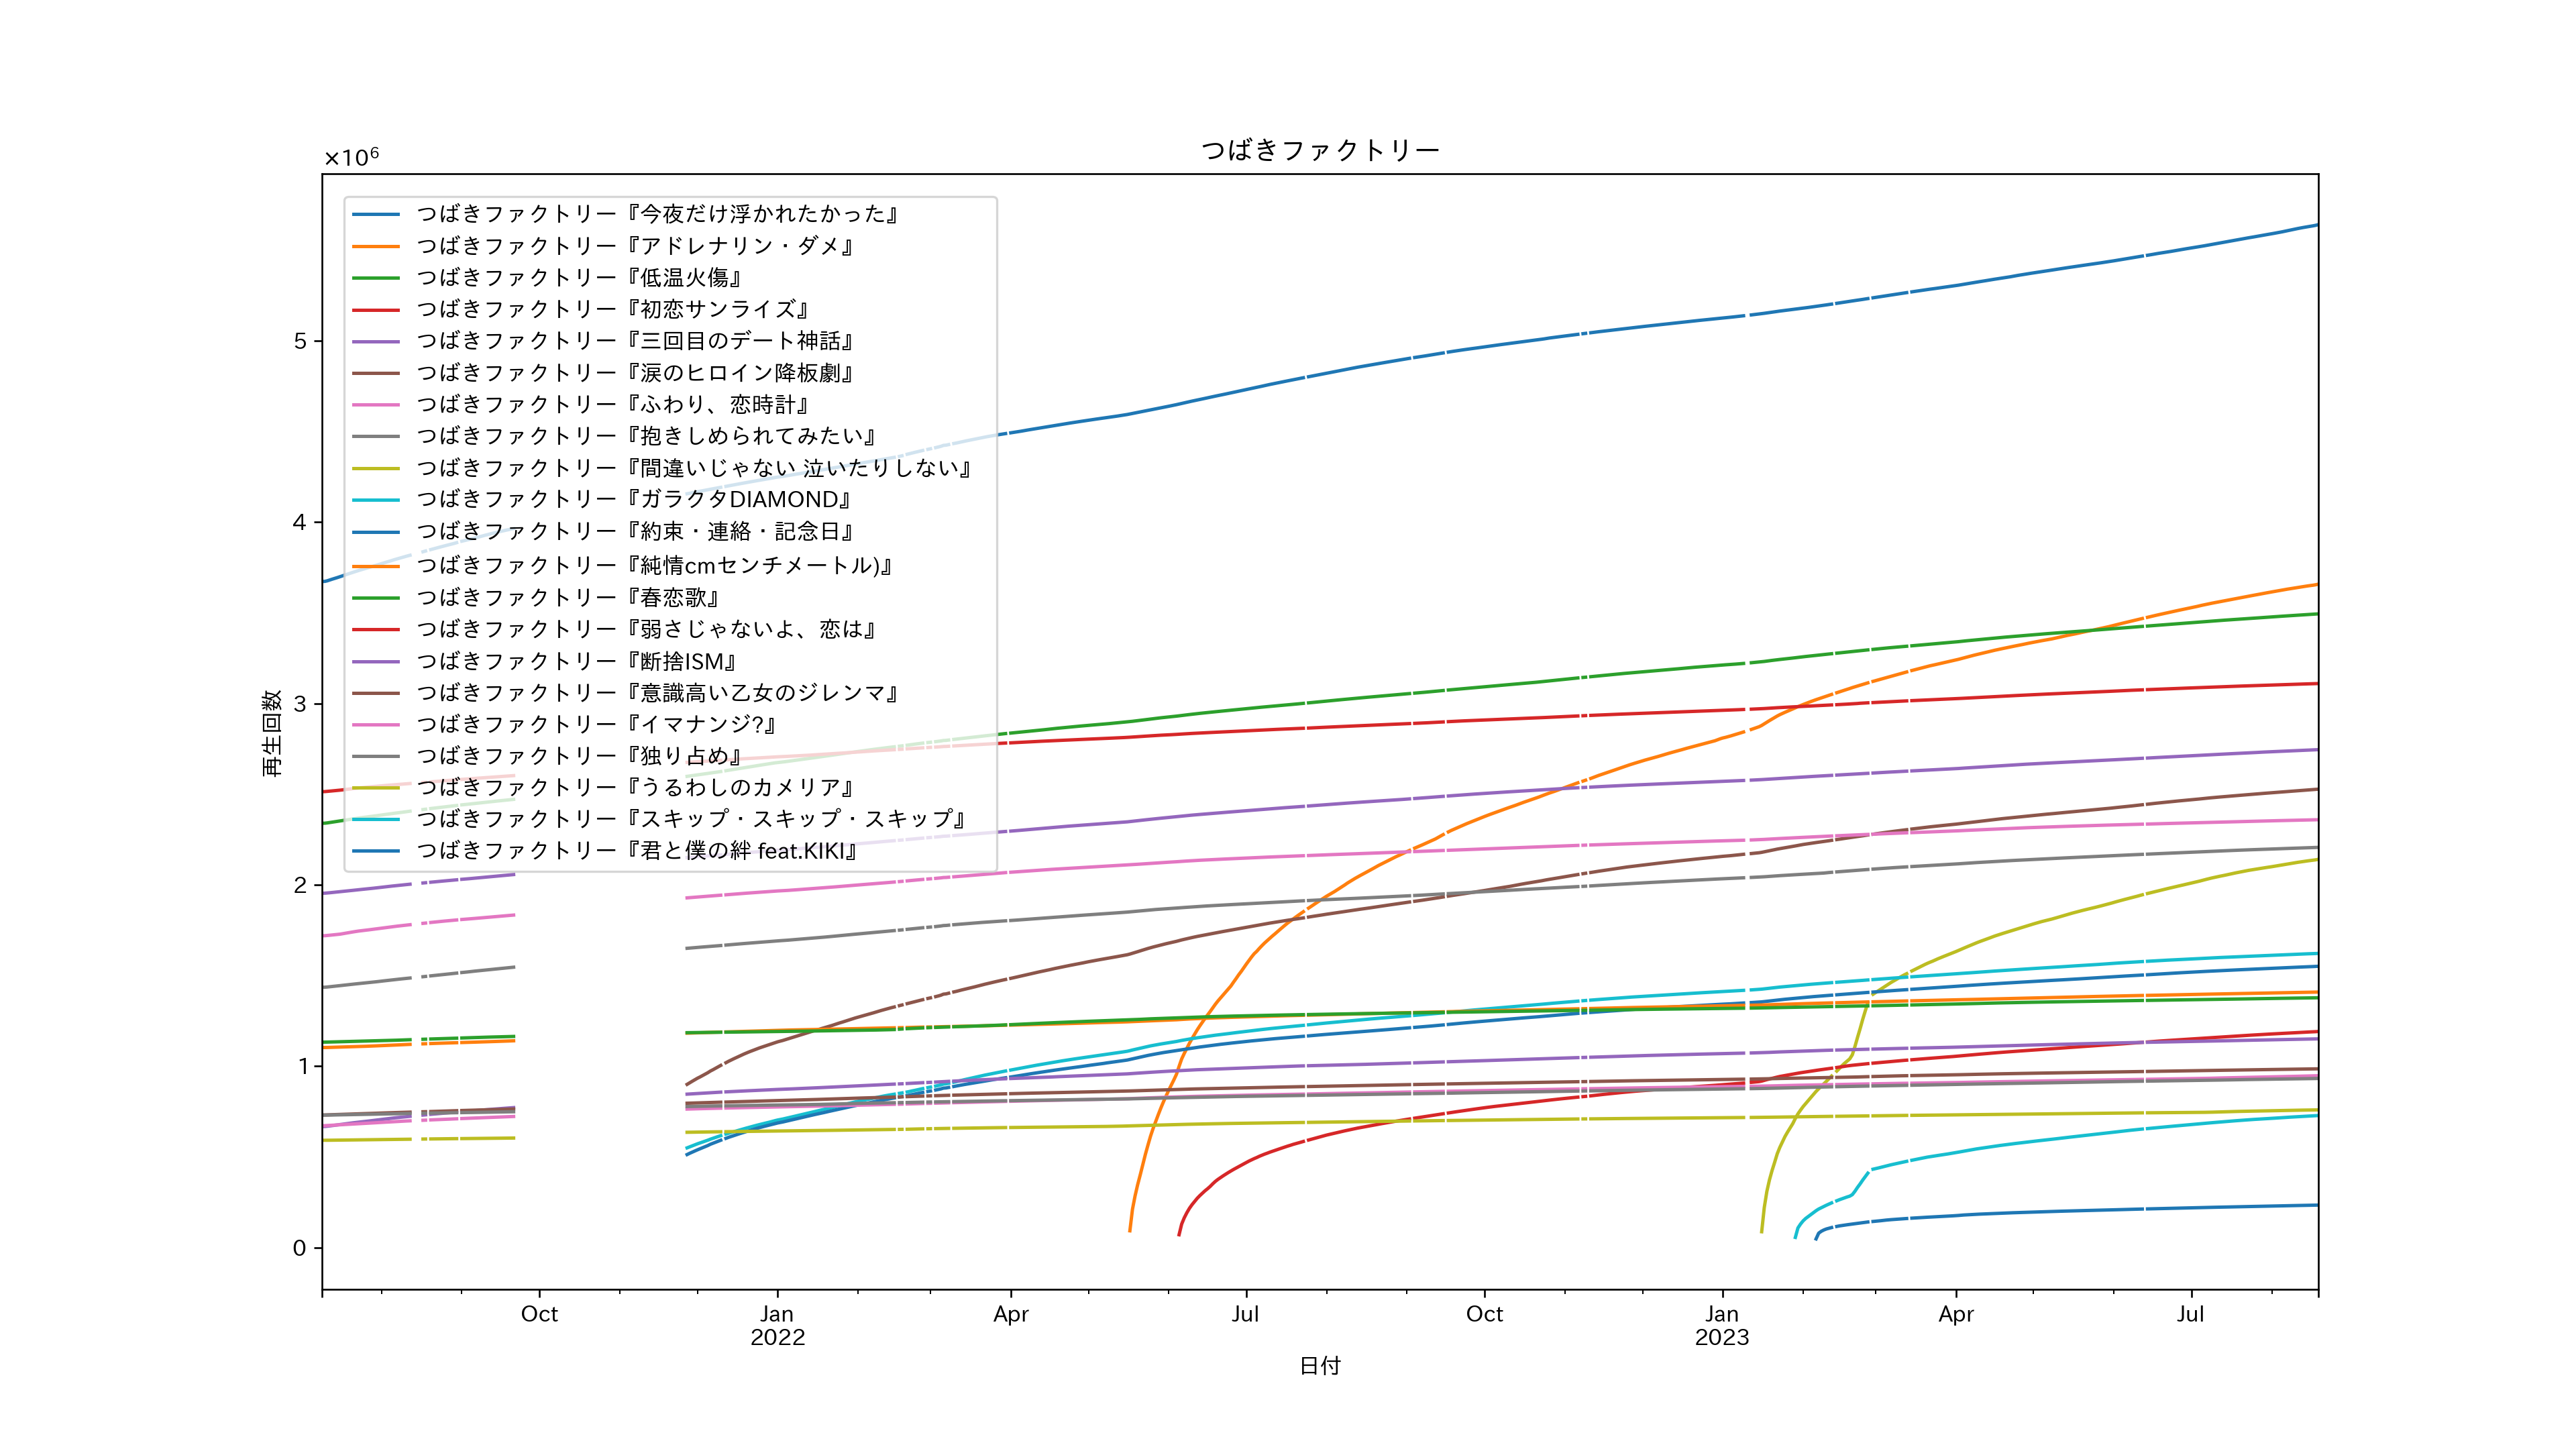 つばきファクトリー
×10⁶
つばきファクトリー『今夜だけ浮かれたかった』
つばきファクトリー『アドレナリン・ダメ』
つばきファクトリー『低温火傷』
つばきファクトリー『初恋サンライズ』
つばきファクトリー『三回目のデート神話』
つばきファクトリー『涙のヒロイン降板劇』
つばきファクトリー『ふわり、恋時計』
つばきファクトリー『抱きしめられてみたい』
つばきファクトリー『間違いじゃない 泣いたりしない』
つばきファクトリー『ガラクタDIAMOND』
つばきファクトリー『約束・連絡・記念日』
つばきファクトリー『純情cmセンチメートル)』
つばきファクトリー『春恋歌』
つばきファクトリー『弱さじゃないよ、恋は』
つばきファクトリー『断捨ISM』
つばきファクトリー『意識高い乙女のジレンマ』
つばきファクトリー『イマナンジ?』
つばきファクトリー『独り占め』
つばきファクトリー『うるわしのカメリア』
つばきファクトリー『スキップ・スキップ・スキップ』
つばきファクトリー『君と僕の絆 feat.KIKI』
再生回数
5
4
3
2
1
0
Oct
Jan
2022
Apr
Jul
Oct
Jan
2023
Apr
Jul
日付